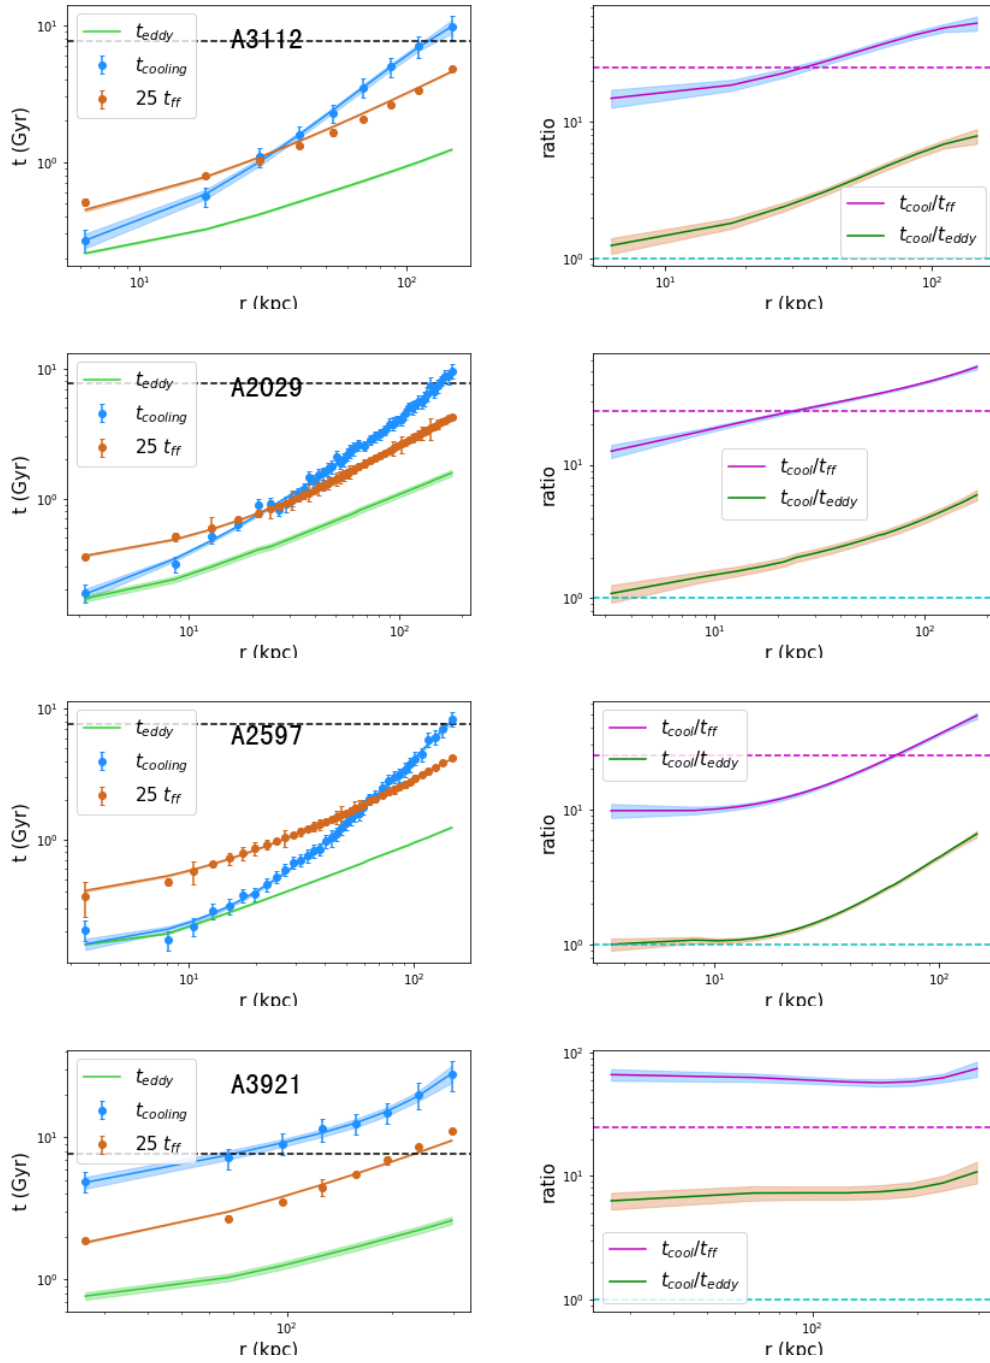 A3112
t_eddy
t_cooling
25 t_ff
10¹
10⁰
t (Gyr)
10¹
10²
r (kpc)
10¹
10⁰
ratio
t_cool/t_ff
t_cool/t_eddy
10¹
10²
r (kpc)
A2029
t_eddy
t_cooling
25 t_ff
10¹
10⁰
t (Gyr)
10¹
10²
r (kpc)
10¹
10⁰
ratio
t_cool/t_ff
t_cool/t_eddy
10¹
10²
r (kpc)
A2597
t_eddy
t_cooling
25 t_ff
10¹
10⁰
t (Gyr)
10¹
10²
r (kpc)
10¹
10⁰
ratio
t_cool/t_ff
t_cool/t_eddy
10¹
10²
r (kpc)
A3921
t_eddy
t_cooling
25 t_ff
10¹
10⁰
t (Gyr)
10²
r (kpc)
10²
10¹
10⁰
ratio
t_cool/t_ff
t_cool/t_eddy
10²
r (kpc)